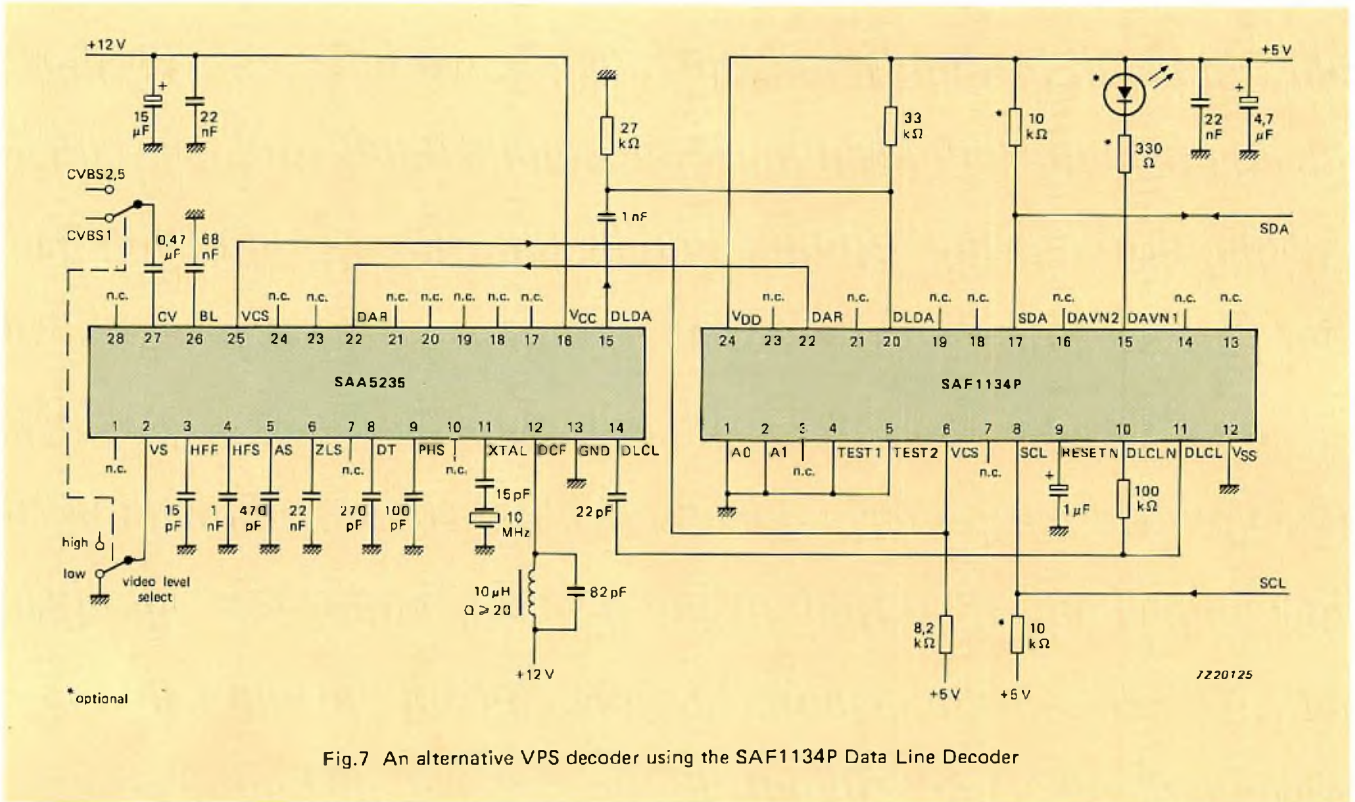 +12 V
+5 V
15 µF
22 nF
27 kΩ
33 kΩ
* 10 kΩ
*
* 330 Ω
22 nF
4,7 µF
CVBS2,5
CVBS1
0,47 µF
68 nF
1 nF
SDA
n.c.
CV
BL
VCS
n.c.
n.c.
DAR
n.c.
n.c.
n.c.
n.c.
n.c.
VCC
DLDA
28 27 26 25 24 23 22 21 20 19 18 17 16 15
SAA5235
1 2 3 4 5 6 7 8 9 10 11 12 13 14
n.c.
VS
HFF
HFS
AS
ZLS
n.c.
DT
PHS
n.c.
XTAL
DCF
GND
DLCL
VDD
n.c.
DAR
n.c.
DLDA
n.c.
n.c.
SDA
n.c.
DAVN2
DAVN1
n.c.
n.c.
24 23 22 21 20 19 18 17 16 15 14 13
SAF1134P
1 2 3 4 5 6 7 8 9 10 11 12
A0
A1
n.c.
TEST1
TEST2
VCS
n.c.
SCL
RESETN
DLCLN
DLCL
VSS
15 pF
1 nF
470 pF
22 nF
270 pF
100 pF
15 pF
10 MHz
22 pF
1 µF
100 kΩ
high
low
video level select
10 µH
Q ⩾ 20
82 pF
+12 V
8,2 kΩ
+5 V
* 10 kΩ
+5 V
SCL
7Z20125
* optional
Fig.7 An alternative VPS decoder using the SAF1134P Data Line Decoder